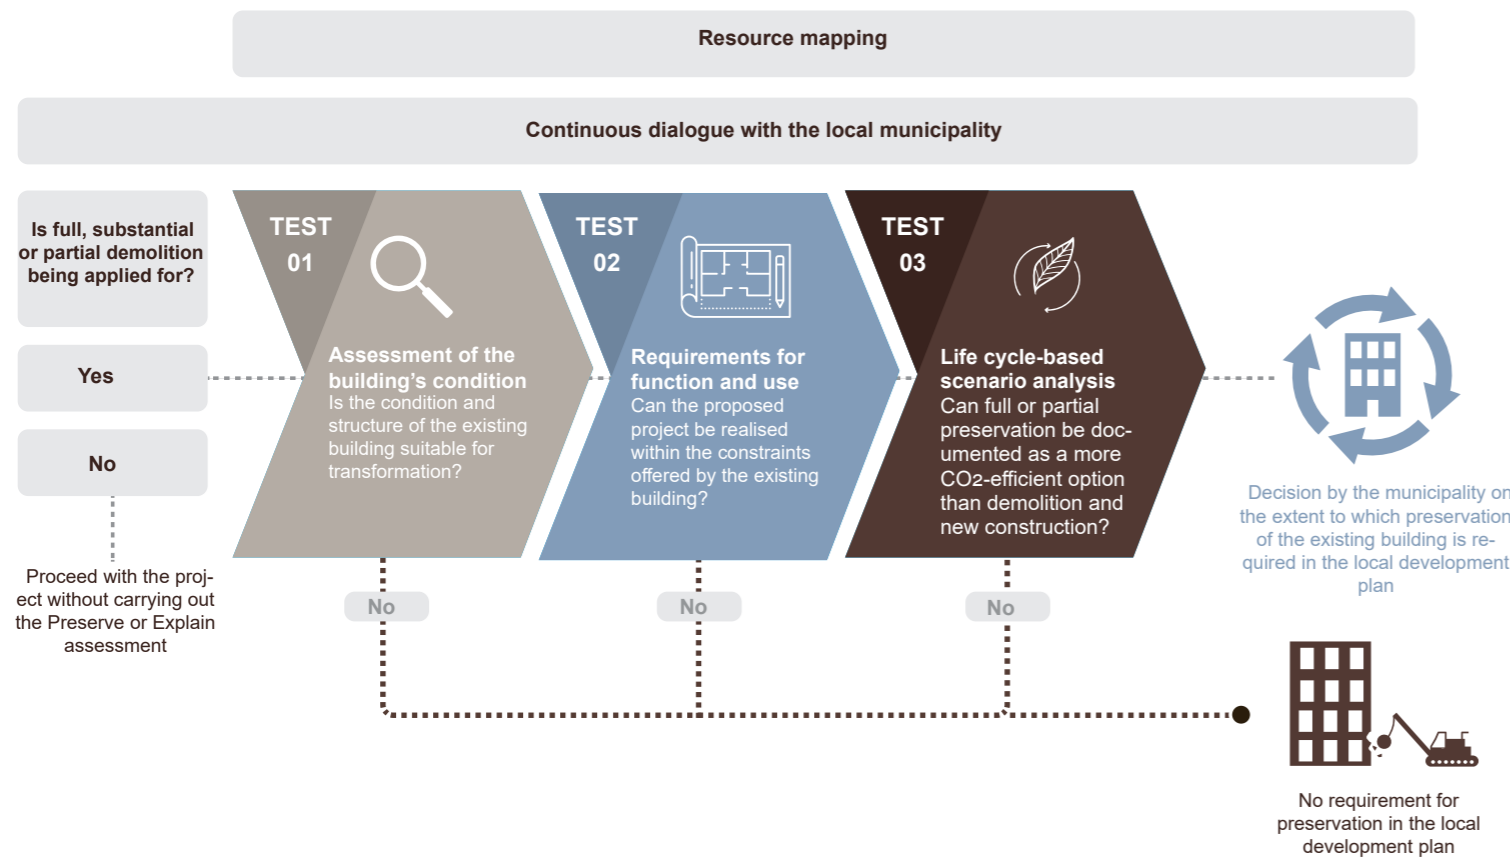 Resource mapping
Continuous dialogue with the local municipality
Is full, substantial
or partial demolition
being applied for?
Yes
No
Proceed with the proj-
ect without carrying out
the Preserve or Explain
assessment
TEST
01
Assessment of the
building's condition
Is the condition and
structure of the existing
building suitable for
transformation?
No
TEST
02
Requirements for
function and use
Can the proposed
project be realised
within the constraints
offered by the existing
building?
No
TEST
03
Life cycle-based
scenario analysis
Can full or partial
preservation be doc-
umented as a more
CO2-efficient option
than demolition and
new construction?
No
Decision by the municipality on
the extent to which preservation
of the existing building is re-
quired in the local development
plan
No requirement for
preservation in the local
development plan